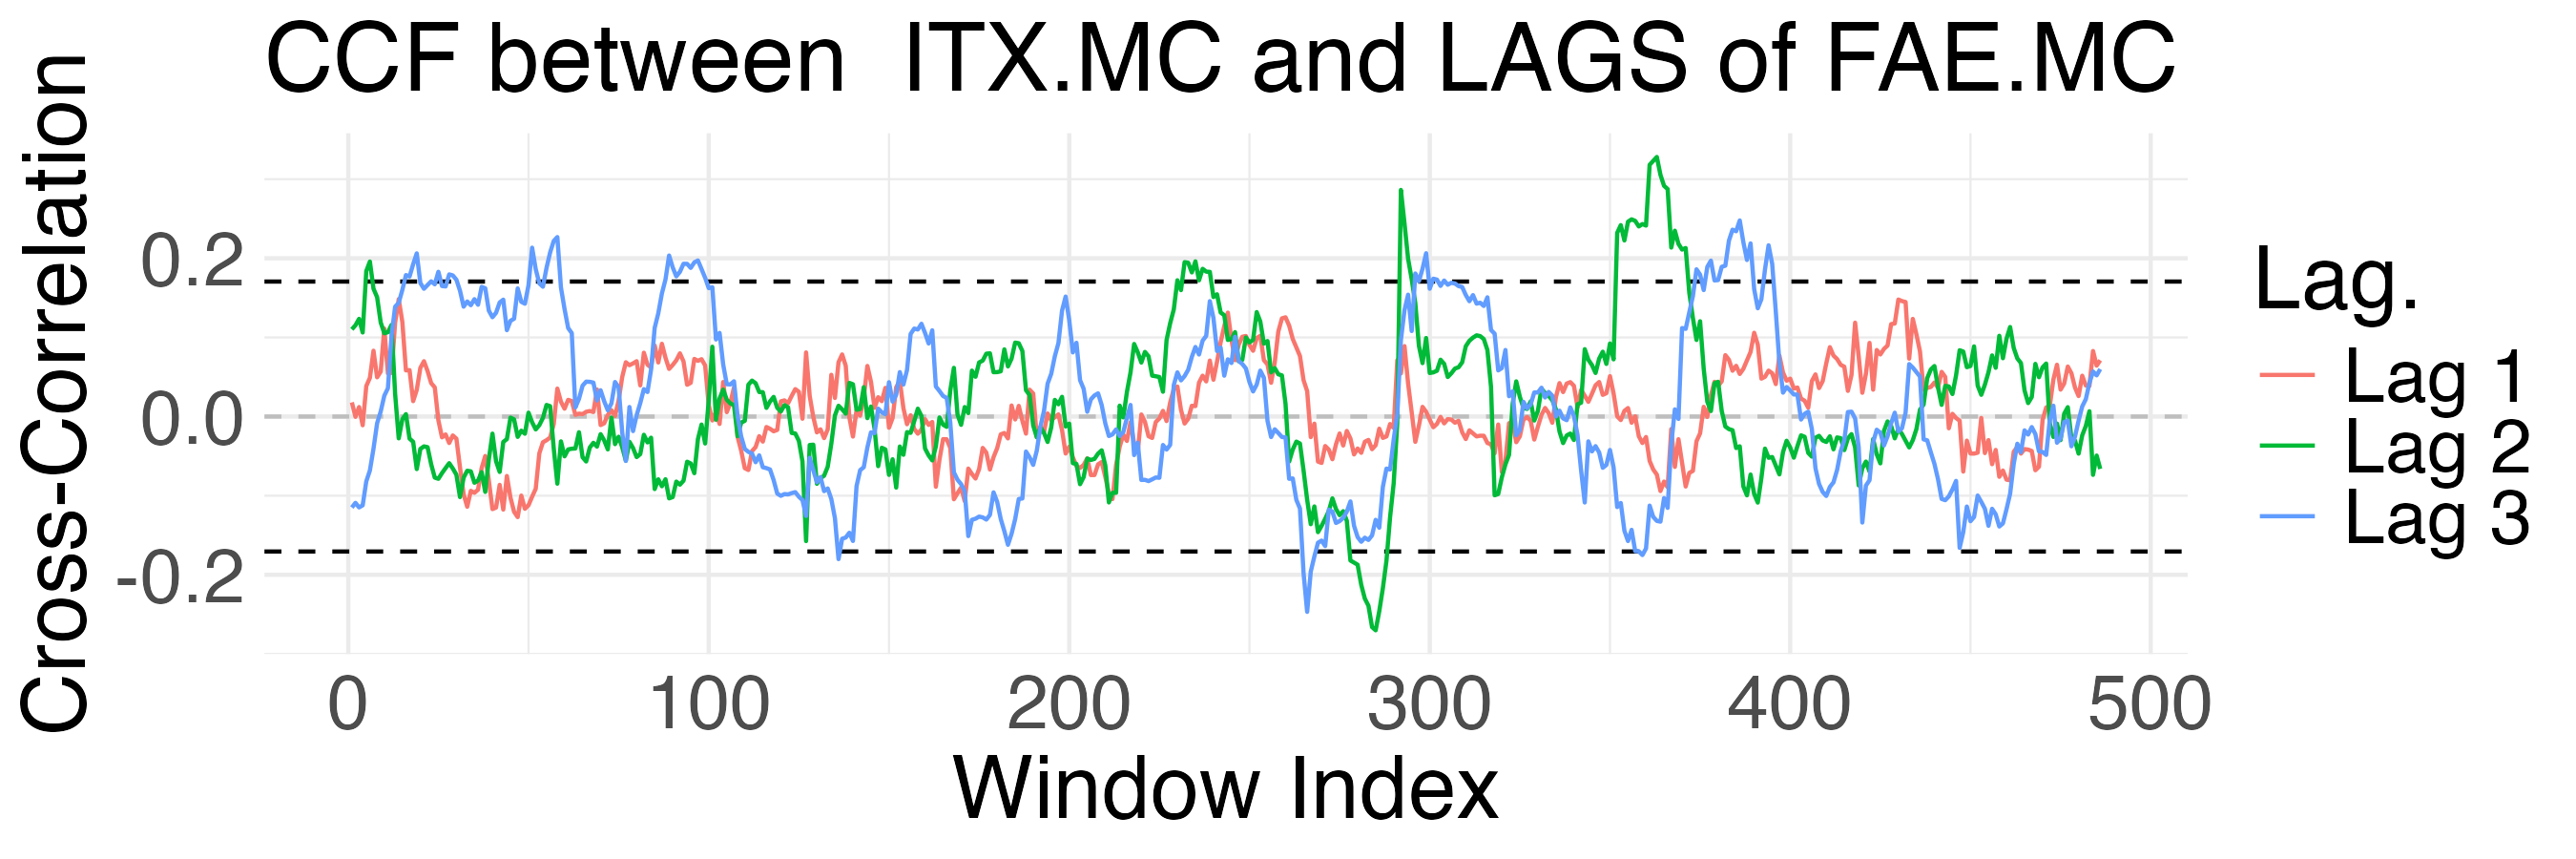 CCF between  ITX.MC and LAGS of FAE.MC
Cross-Correlation
0.2
0.0
-0.2
0 100 200 300 400 500
Window Index
Lag.
Lag 1
Lag 2
Lag 3